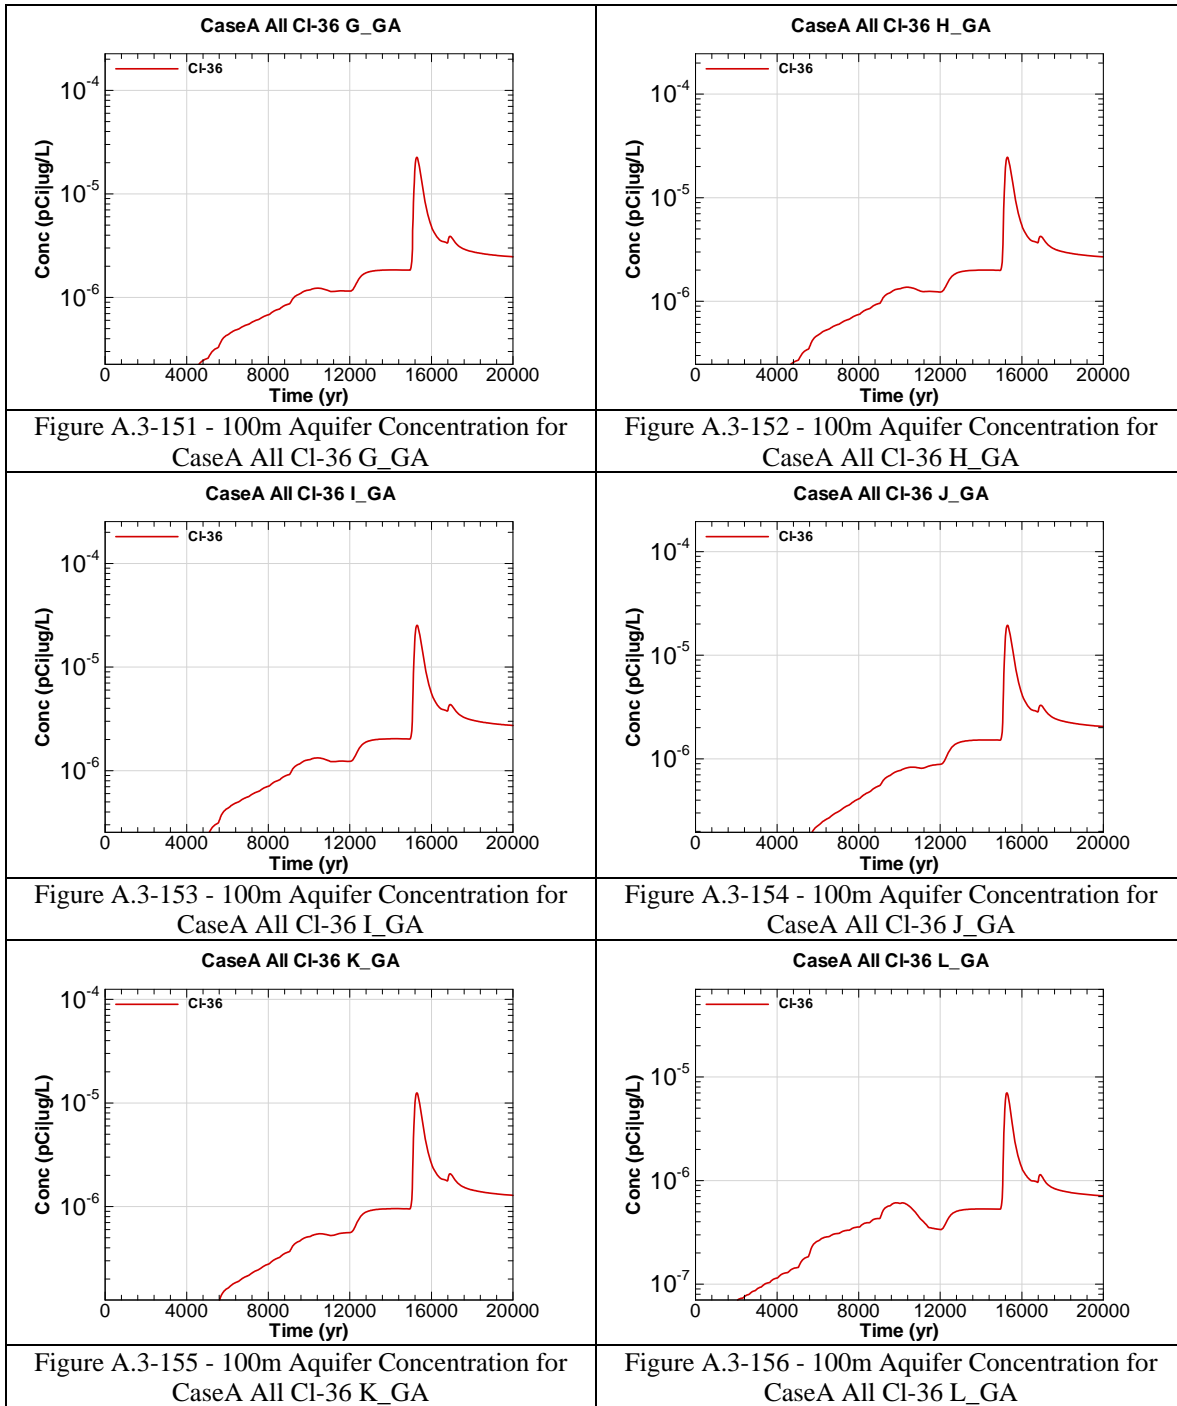 CaseA All Cl-36 G_GA
Cl-36
10-4
10-5
10-6
Conc (pCi|ug/L)
0 4000 8000 12000 16000 20000
Time (yr)
Figure A.3-151 - 100m Aquifer Concentration for
CaseA All Cl-36 G_GA
CaseA All Cl-36 H_GA
Cl-36
10-4
10-5
10-6
Conc (pCi|ug/L)
0 4000 8000 12000 16000 20000
Time (yr)
Figure A.3-152 - 100m Aquifer Concentration for
CaseA All Cl-36 H_GA
CaseA All Cl-36 I_GA
Cl-36
10-4
10-5
10-6
Conc (pCi|ug/L)
0 4000 8000 12000 16000 20000
Time (yr)
Figure A.3-153 - 100m Aquifer Concentration for
CaseA All Cl-36 I_GA
CaseA All Cl-36 J_GA
Cl-36
10-4
10-5
10-6
Conc (pCi|ug/L)
0 4000 8000 12000 16000 20000
Time (yr)
Figure A.3-154 - 100m Aquifer Concentration for
CaseA All Cl-36 J_GA
CaseA All Cl-36 K_GA
Cl-36
10-4
10-5
10-6
Conc (pCi|ug/L)
0 4000 8000 12000 16000 20000
Time (yr)
Figure A.3-155 - 100m Aquifer Concentration for
CaseA All Cl-36 K_GA
CaseA All Cl-36 L_GA
Cl-36
10-5
10-6
10-7
Conc (pCi|ug/L)
0 4000 8000 12000 16000 20000
Time (yr)
Figure A.3-156 - 100m Aquifer Concentration for
CaseA All Cl-36 L_GA